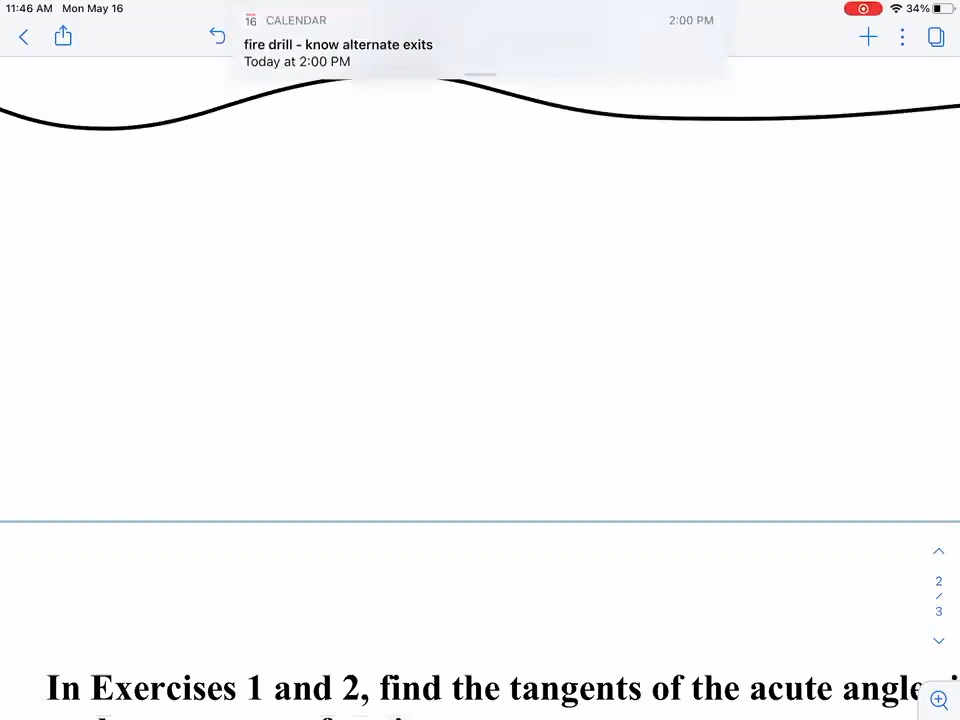 11:46 AM Mon May 16
34%
16 CALENDAR 2:00 PM
fire drill - know alternate exits
Today at 2:00 PM
2
/
3
In Exercises 1 and 2, find the tangents of the acute angle